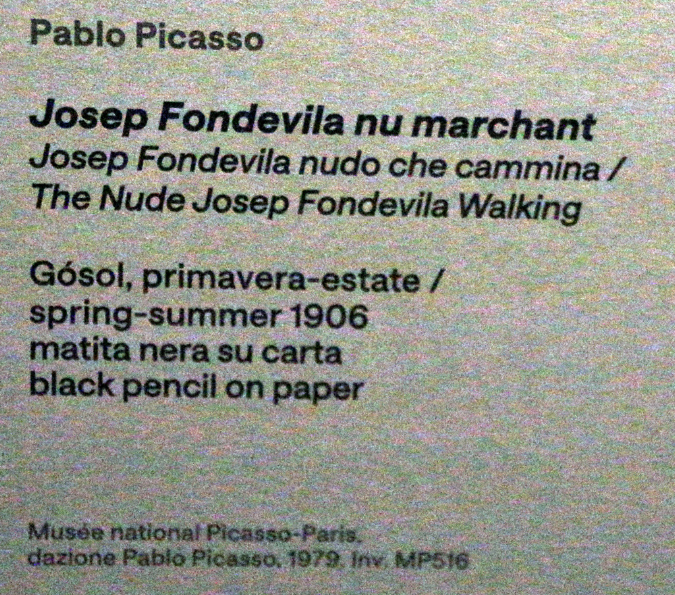 Pablo Picasso
Josep Fondevila nu marchant
Josep Fondevila nudo che cammina /
The Nude Josep Fondevila Walking
Gósol, primavera-estate /
spring-summer 1906
matita nera su carta
black pencil on paper
Musée national Picasso-Paris,
dazione Pablo Picasso, 1979. Inv. MP516